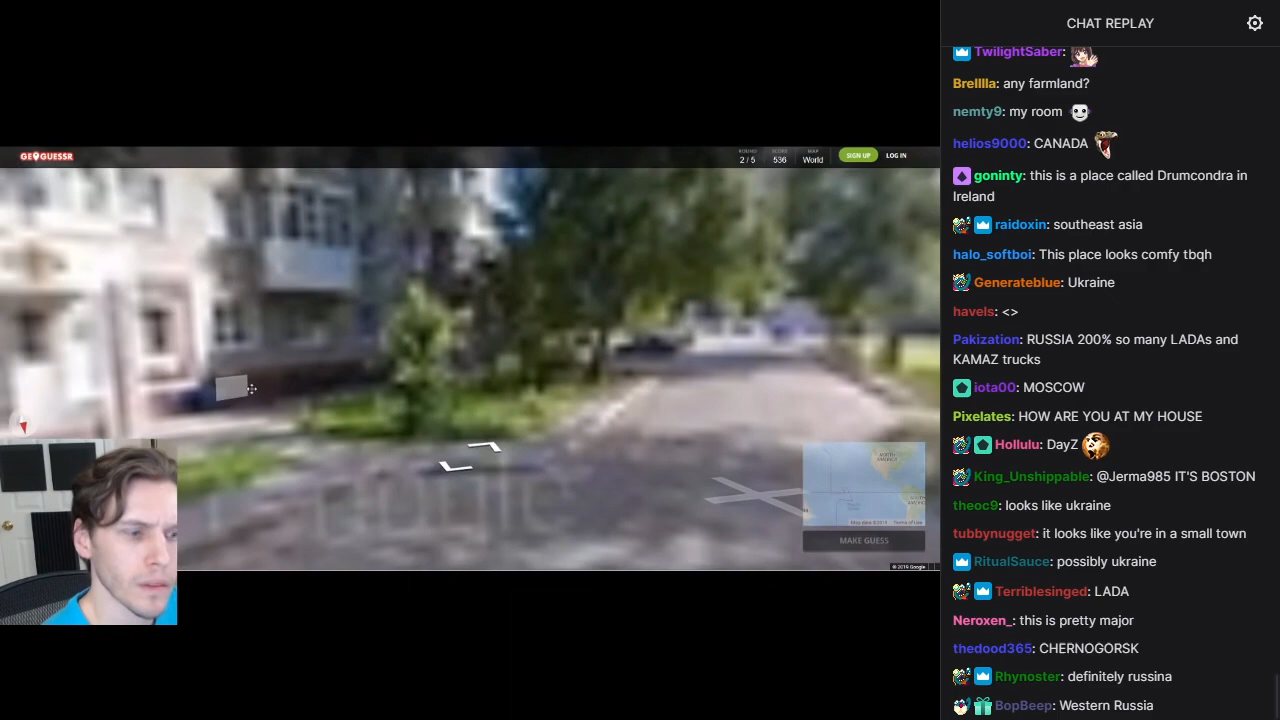 GEOGUESSR
ROUND
2 / 5
SCORE
536
MAP
World
SIGN UP
LOG IN
MAKE GUESS
© 2019 Google
CHAT REPLAY
TwilightSaber:
Brelllla: any farmland?
nemty9: my room
helios9000: CANADA
goninty: this is a place called Drumcondra in
Ireland
raidoxin: southeast asia
halo_softboi: This place looks comfy tbqh
Generateblue: Ukraine
havels: <>
Pakization: RUSSIA 200% so many LADAs and
KAMAZ trucks
iota00: MOSCOW
Pixelates: HOW ARE YOU AT MY HOUSE
Hollulu: DayZ
King_Unshippable: @Jerma985 IT'S BOSTON
theoc9: looks like ukraine
tubbynugget: it looks like you're in a small town
RitualSauce: possibly ukraine
Terriblesinged: LADA
Neroxen_: this is pretty major
thedood365: CHERNOGORSK
Rhynoster: definitely russina
BopBeep: Western Russia